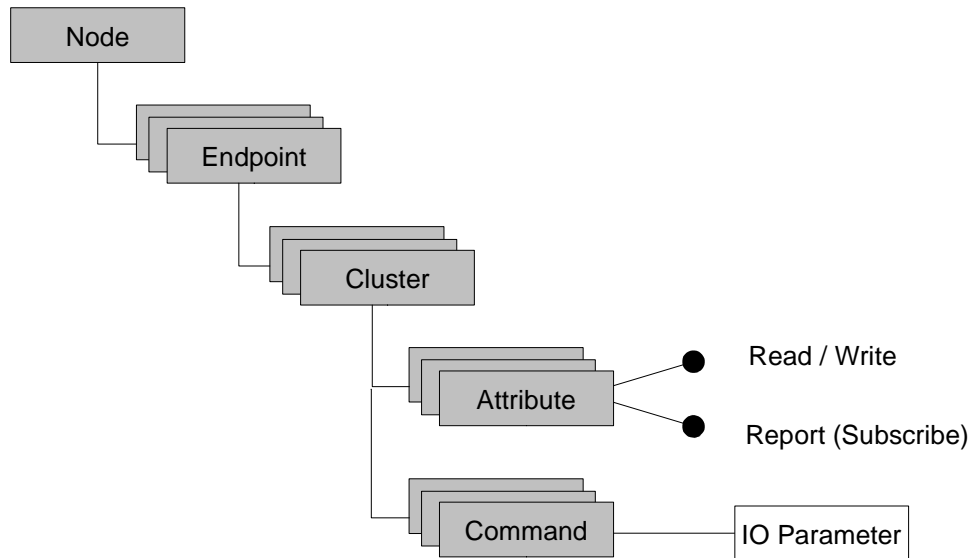 Node
Endpoint
Cluster
Attribute
Read / Write
Report (Subscribe)
Command
IO Parameter